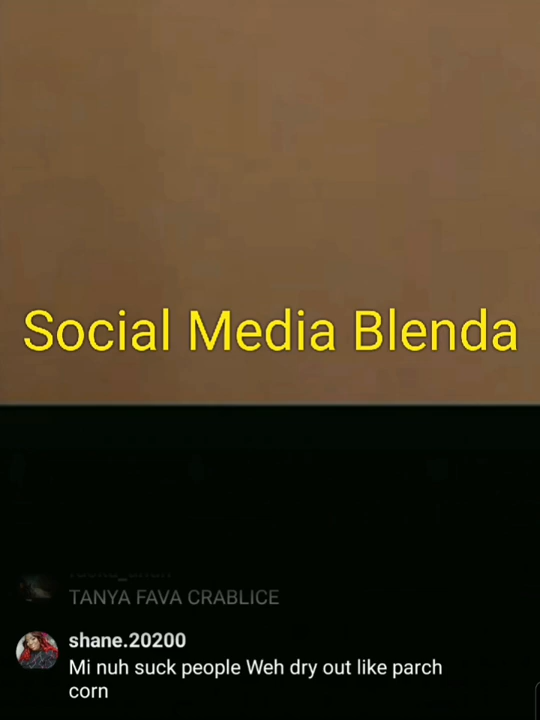 Social Media Blenda
TANYA FAVA CRABLICE
shane.20200
Mi nuh suck people Weh dry out like parch
corn